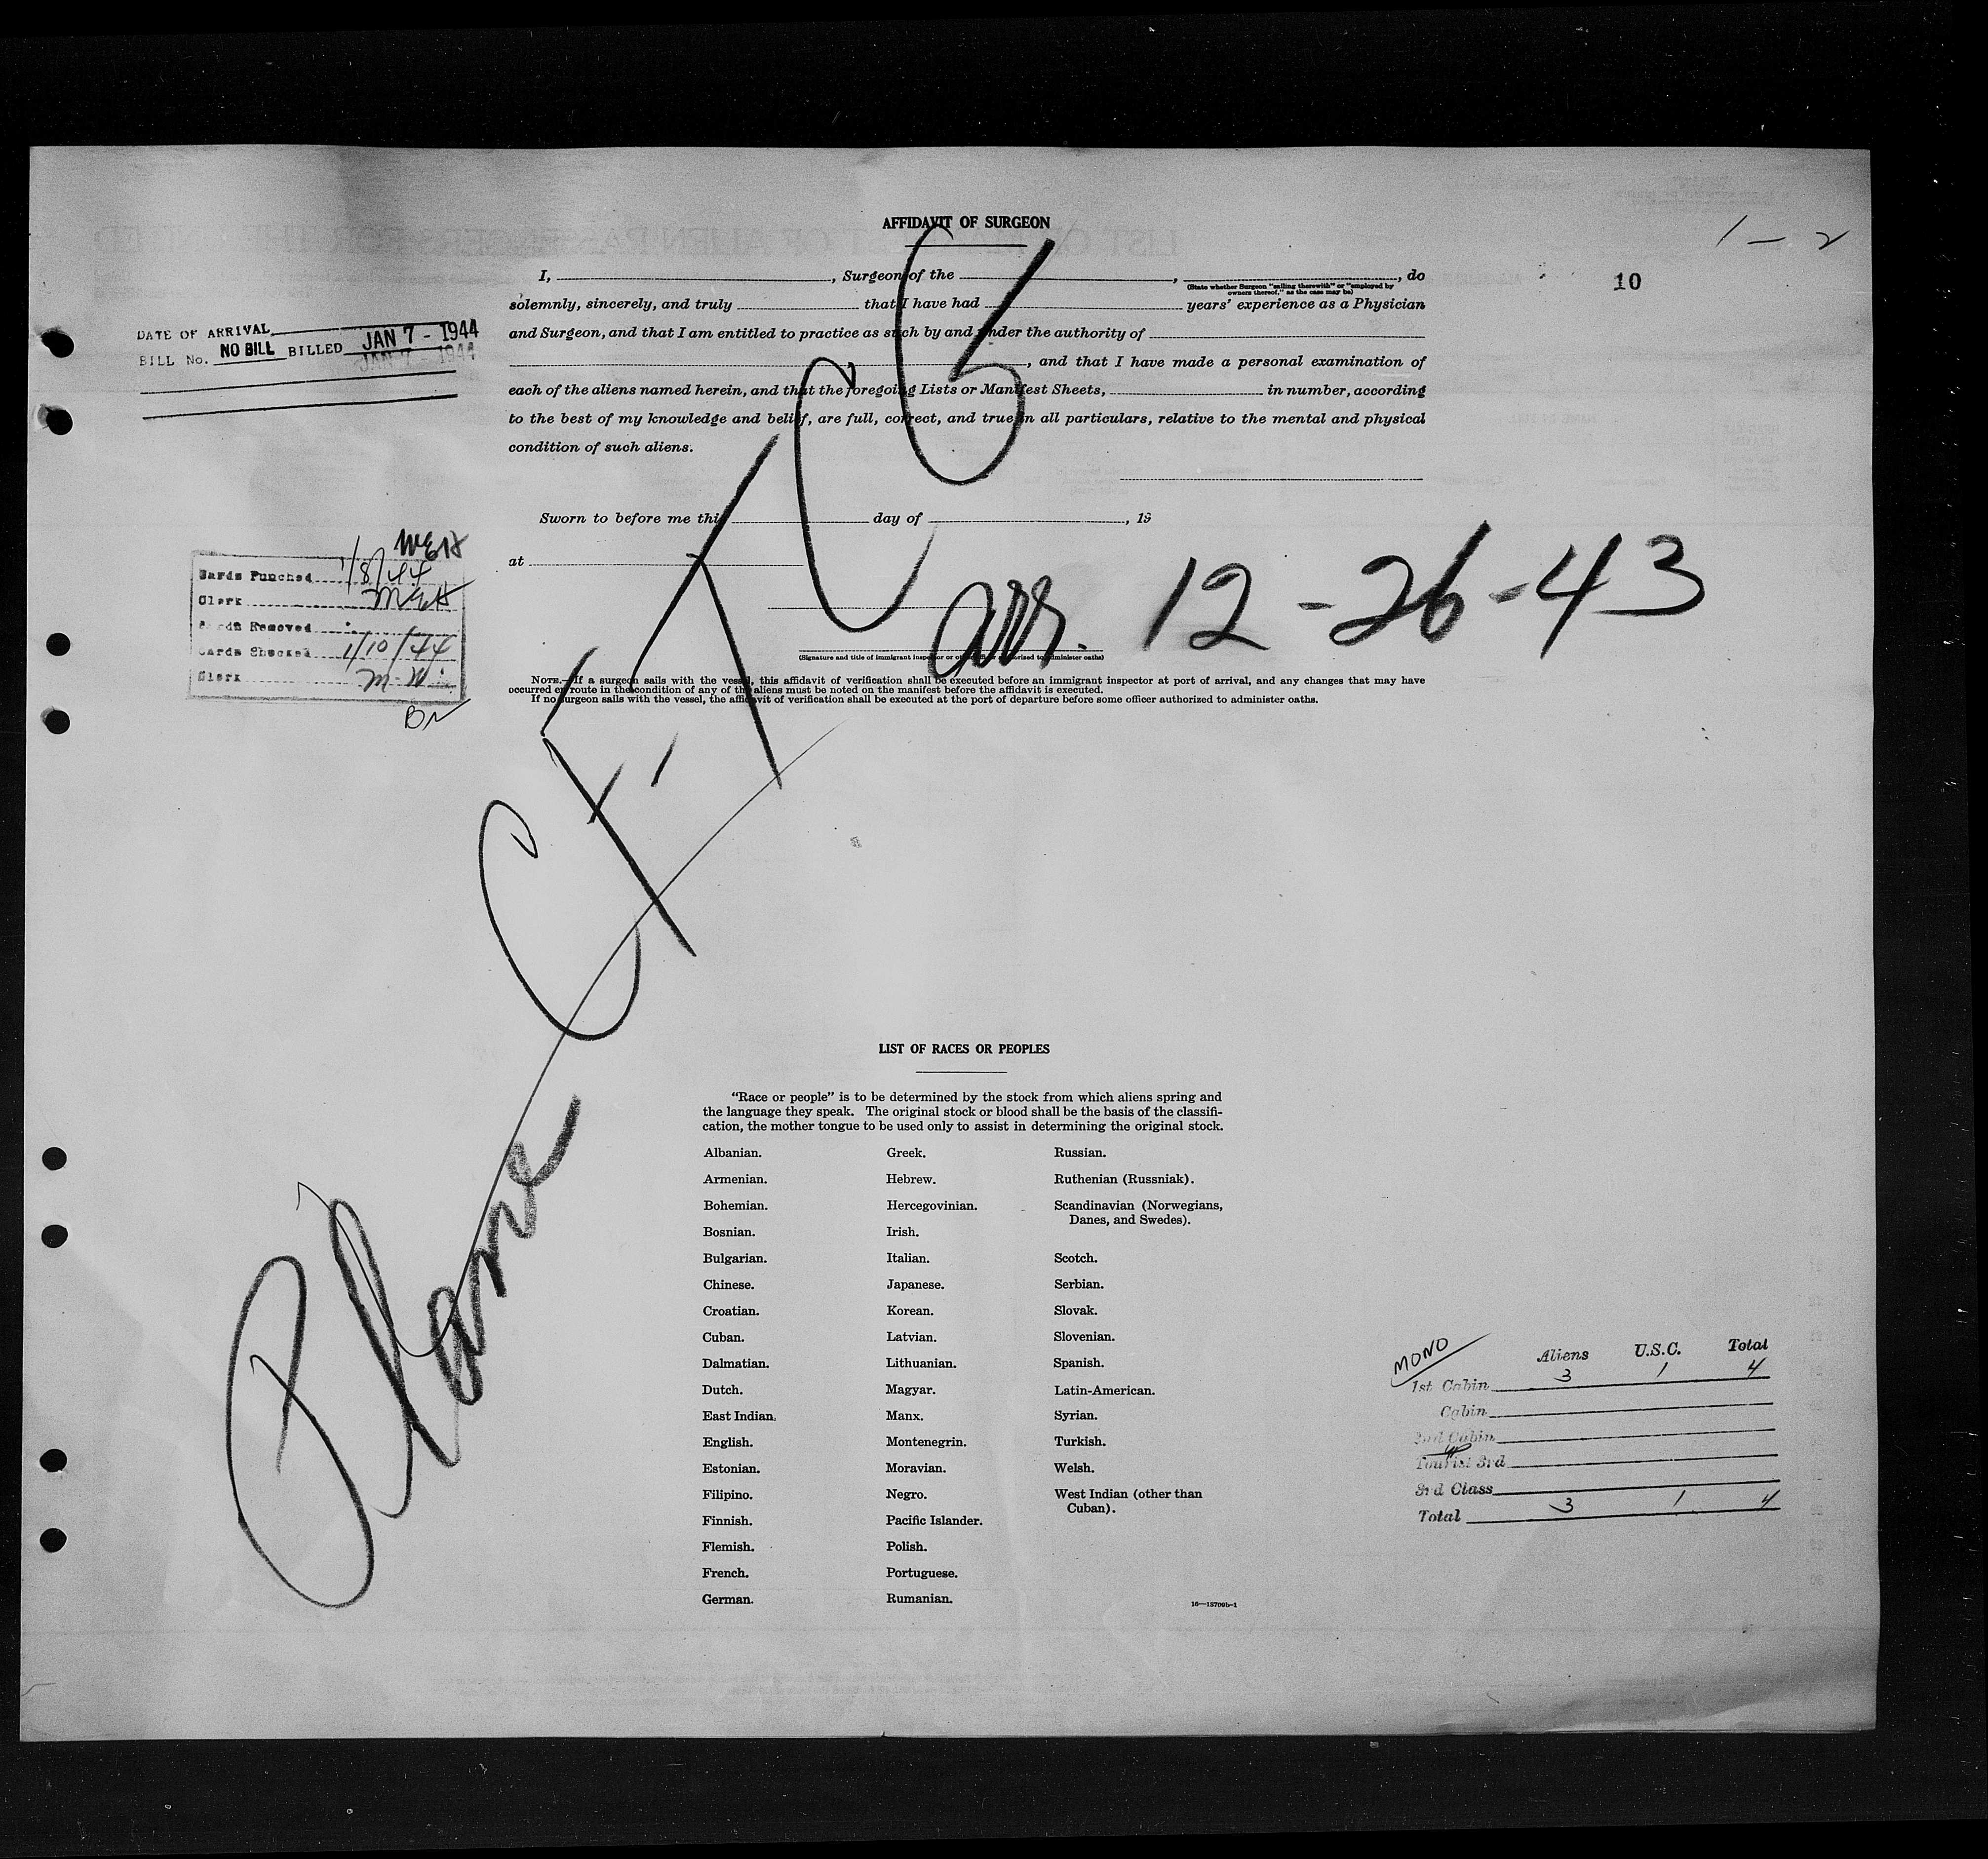 AFFIDAVIT OF SURGEON
1 — 2
10
I, , Surgeon of the , , do
(State whether Surgeon "sailing therewith" or "employed by
owners thereof," as the case may be)
solemnly, sincerely, and truly that I have had years' experience as a Physician
and Surgeon, and that I am entitled to practice as such by and under the authority of
, and that I have made a personal examination of
each of the aliens named herein, and that the foregoing Lists or Manifest Sheets, in number, according
to the best of my knowledge and belief, are full, correct, and true in all particulars, relative to the mental and physical
condition of such aliens.
DATE OF ARRIVAL
BILL No. NO BILL BILLED JAN 7 - 1944
JAN 7 - 1944
Sworn to before me this day of , 19
at
arr. 12-26-43
(Signature and title of immigrant inspector or other officer authorized to administer oaths)
NOTE.—If a surgeon sails with the vessel, this affidavit of verification shall be executed before an immigrant inspector at port of arrival, and any changes that may have
occurred en route in the condition of any of the aliens must be noted on the manifest before the affidavit is executed.
If no surgeon sails with the vessel, the affidavit of verification shall be executed at the port of departure before some officer authorized to administer oaths.
Cards Punched 1/8/44
Clerk
Cards Removed
Cards Checked 1/10/44
Clerk
Plane CF-TCG
LIST OF RACES OR PEOPLES
"Race or people" is to be determined by the stock from which aliens spring and
the language they speak. The original stock or blood shall be the basis of the classifi-
cation, the mother tongue to be used only to assist in determining the original stock.
Albanian.
Armenian.
Bohemian.
Bosnian.
Bulgarian.
Chinese.
Croatian.
Cuban.
Dalmatian.
Dutch.
East Indian.
English.
Estonian.
Filipino.
Finnish.
Flemish.
French.
German.
Greek.
Hebrew.
Hercegovinian.
Irish.
Italian.
Japanese.
Korean.
Latvian.
Lithuanian.
Magyar.
Manx.
Montenegrin.
Moravian.
Negro.
Pacific Islander.
Polish.
Portuguese.
Rumanian.
Russian.
Ruthenian (Russniak).
Scandinavian (Norwegians,
Danes, and Swedes).
Scotch.
Serbian.
Slovak.
Slovenian.
Spanish.
Latin-American.
Syrian.
Turkish.
Welsh.
West Indian (other than
Cuban).
16—15709b-1
MONO
Aliens U.S.C. Total
1st Cabin 3 1 4
Cabin
2nd Cabin
Tourist 3rd
3rd Class
Total 3 1 4